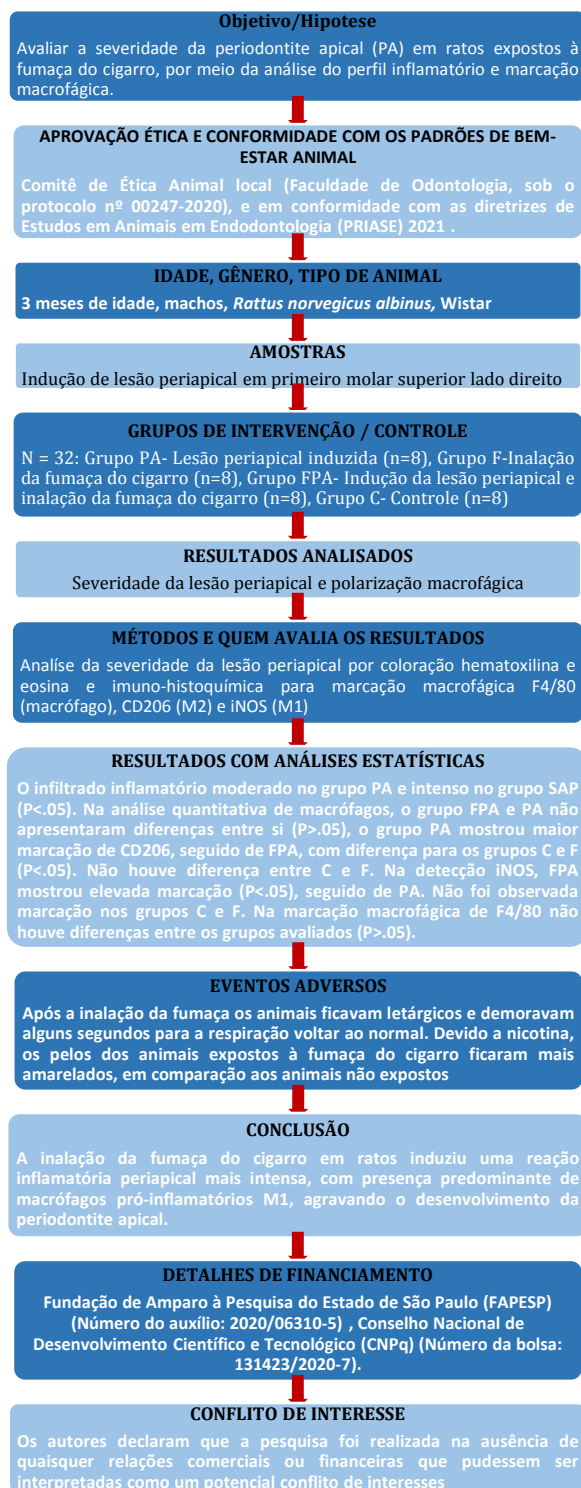 Objetivo/Hipotese
Avaliar a severidade da periodontite apical (PA) em ratos expostos à
fumaça do cigarro, por meio da análise do perfil inflamatório e marcação
macrofágica.
APROVAÇÃO ÉTICA E CONFORMIDADE COM OS PADRÕES DE BEM-
ESTAR ANIMAL
Comitê de Ética Animal local (Faculdade de Odontologia, sob o
protocolo nº 00247-2020), e em conformidade com as diretrizes de
Estudos em Animais em Endodontologia (PRIASE) 2021 .
IDADE, GÊNERO, TIPO DE ANIMAL
3 meses de idade, machos, Rattus norvegicus albinus, Wistar
AMOSTRAS
Indução de lesão periapical em primeiro molar superior lado direito
GRUPOS DE INTERVENÇÃO / CONTROLE
N = 32: Grupo PA- Lesão periapical induzida (n=8), Grupo F-Inalação
da fumaça do cigarro (n=8), Grupo FPA- Indução da lesão periapical e
inalação da fumaça do cigarro (n=8), Grupo C- Controle (n=8)
RESULTADOS ANALISADOS
Severidade da lesão periapical e polarização macrofágica
MÉTODOS E QUEM AVALIA OS RESULTADOS
Analíse da severidade da lesão periapical por coloração hematoxilina e
eosina e imuno-histoquímica para marcação macrofágica F4/80
(macrófago), CD206 (M2) e iNOS (M1)
RESULTADOS COM ANÁLISES ESTATÍSTICAS
O infiltrado inflamatório moderado no grupo PA e intenso no grupo SAP
(P<.05). Na análise quantitativa de macrófagos, o grupo FPA e PA não
apresentaram diferenças entre si (P>.05), o grupo PA mostrou maior
marcação de CD206, seguido de FPA, com diferença para os grupos C e F
(P<.05). Não houve diferença entre C e F. Na detecção iNOS, FPA
mostrou elevada marcação (P<.05), seguido de PA. Não foi observada
marcação nos grupos C e F. Na marcação macrofágica de F4/80 não
houve diferenças entre os grupos avaliados (P>.05).
EVENTOS ADVERSOS
Após a inalação da fumaça os animais ficavam letárgicos e demoravam
alguns segundos para a respiração voltar ao normal. Devido a nicotina,
os pelos dos animais expostos à fumaça do cigarro ficaram mais
amarelados, em comparação aos animais não expostos
CONCLUSÃO
A inalação da fumaça do cigarro em ratos induziu uma reação
inflamatória periapical mais intensa, com presença predominante de
macrófagos pró-inflamatórios M1, agravando o desenvolvimento da
periodontite apical.
DETALHES DE FINANCIAMENTO
Fundação de Amparo à Pesquisa do Estado de São Paulo (FAPESP)
(Número do auxílio: 2020/06310-5) , Conselho Nacional de
Desenvolvimento Científico e Tecnológico (CNPq) (Número da bolsa:
131423/2020-7).
CONFLITO DE INTERESSE
Os autores declaram que a pesquisa foi realizada na ausência de
quaisquer relações comerciais ou financeiras que pudessem ser
interpretadas como um potencial conflito de interesses